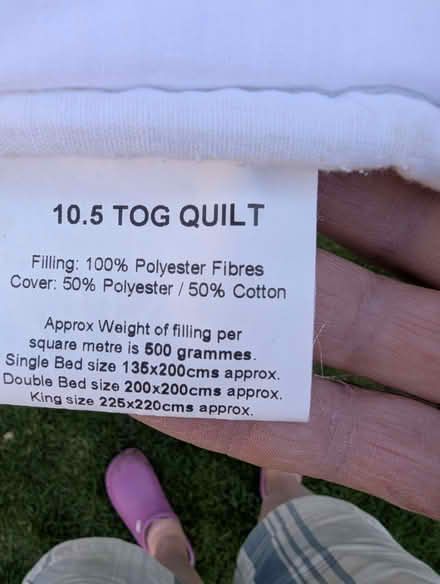 10.5 TOG QUILT
Filling: 100% Polyester Fibres
Cover: 50% Polyester / 50% Cotton
Approx Weight of filling per
square metre is 500 grammes.
Single Bed size 135x200cms approx.
Double Bed size 200x200cms approx.
King size 225x220cms approx.